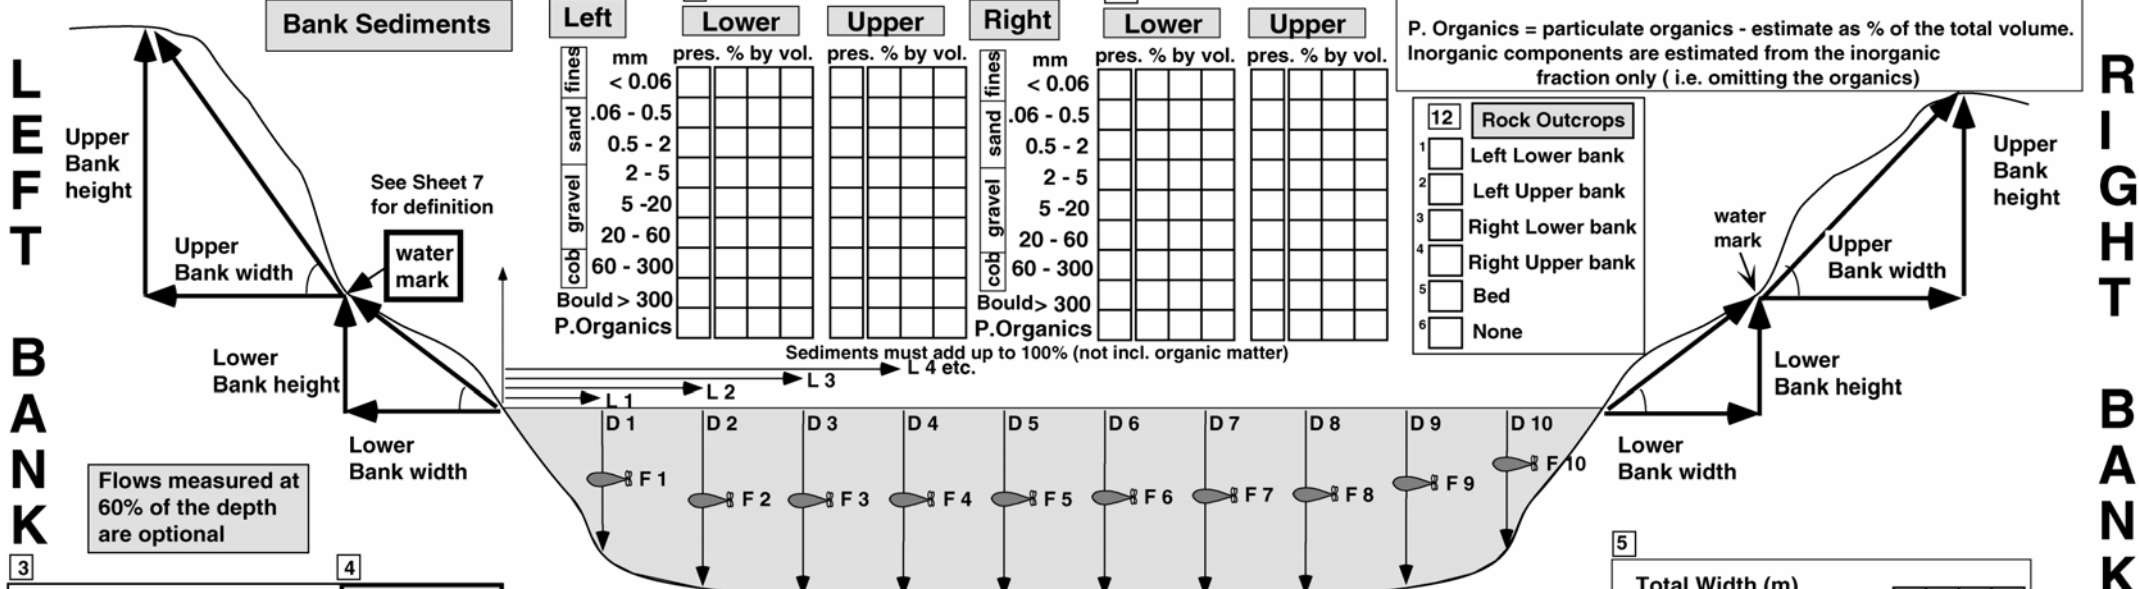 LEFT BANK
Bank Sediments
Left
Lower
Upper
Right
Lower
Upper
pres. % by vol.
pres. % by vol.
pres. % by vol.
pres. % by vol.
fines
sand
gravel
cob
mm
< 0.06
.06 - 0.5
0.5 - 2
2 - 5
5 -20
20 - 60
60 - 300
Bould > 300
P.Organics
fines
sand
gravel
cob
mm
< 0.06
.06 - 0.5
0.5 - 2
2 - 5
5 -20
20 - 60
60 - 300
Bould> 300
P.Organics
Sediments must add up to 100% (not incl. organic matter)
P. Organics = particulate organics - estimate as % of the total volume.
Inorganic components are estimated from the inorganic
fraction only ( i.e. omitting the organics)
12
Rock Outcrops
1 Left Lower bank
2 Left Upper bank
3 Right Lower bank
4 Right Upper bank
5 Bed
6 None
RIGHT BANK
Upper
Bank
height
Upper
Bank width
See Sheet 7
for definition
water
mark
Lower
Bank height
Lower
Bank width
water
mark
Upper
Bank
height
Upper
Bank width
Lower
Bank height
Lower
Bank width
L 4 etc.
L 3
L 2
L 1
D 1
D 2
D 3
D 4
D 5
D 6
D 7
D 8
D 9
D 10
F 1
F 2
F 3
F 4
F 5
F 6
F 7
F 8
F 9
F 10
Flows measured at
60% of the depth
are optional
3
4
5
Total Width (m)